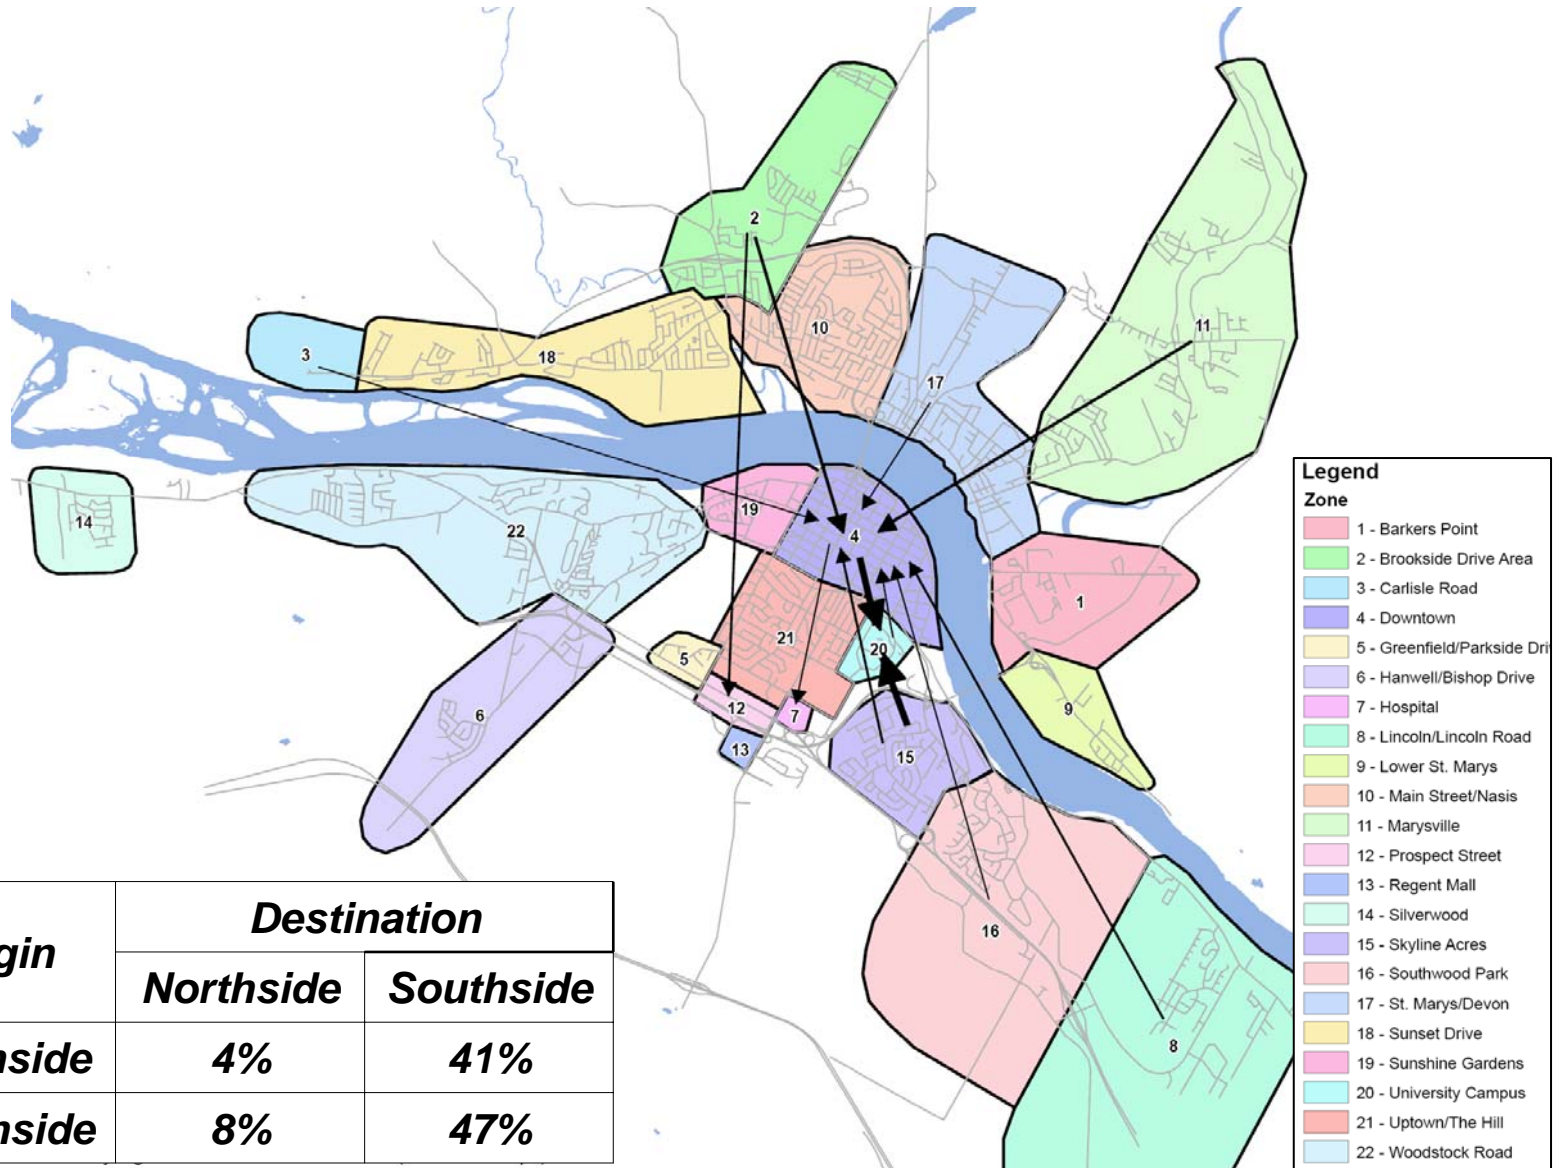 2
3
18
10
17
11
14
22
19
4
1
21
20
5
12
7
13
15
6
9
16
8
Legend
Zone
1 - Barkers Point
2 - Brookside Drive Area
3 - Carlisle Road
4 - Downtown
5 - Greenfield/Parkside Dri
6 - Hanwell/Bishop Drive
7 - Hospital
8 - Lincoln/Lincoln Road
9 - Lower St. Marys
10 - Main Street/Nasis
11 - Marysville
12 - Prospect Street
13 - Regent Mall
14 - Silverwood
15 - Skyline Acres
16 - Southwood Park
17 - St. Marys/Devon
18 - Sunset Drive
19 - Sunshine Gardens
20 - University Campus
21 - Uptown/The Hill
22 - Woodstock Road
gin Destination
Northside Southside
side 4% 41%
side 8% 47%